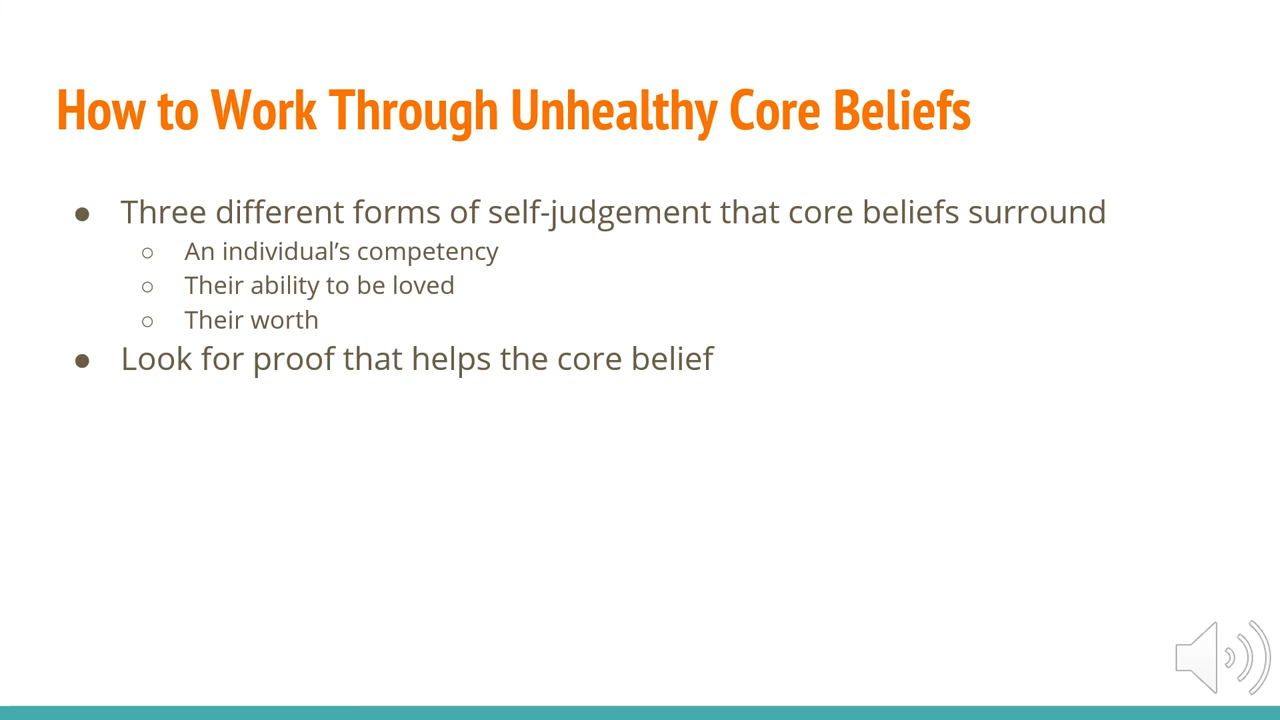 How to Work Through Unhealthy Core Beliefs
● Three different forms of self-judgement that core beliefs surround
○ An individual’s competency
○ Their ability to be loved
○ Their worth
● Look for proof that helps the core belief